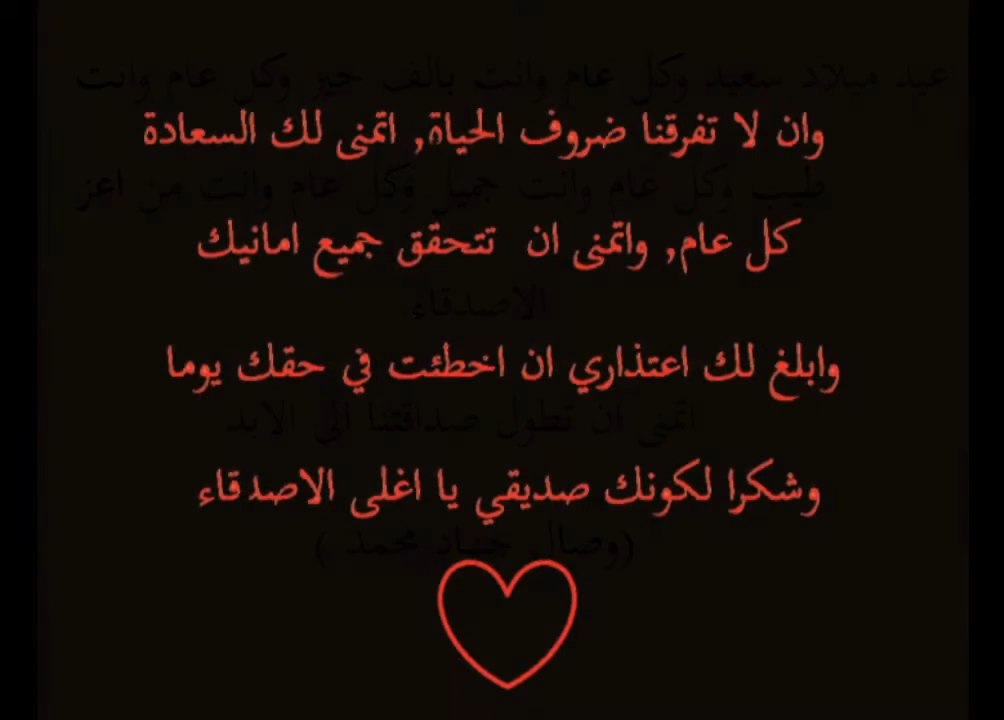 عيد ميلاد سعيد وكل عام وانت بالف خير وكل عام وانت
وان لا تفرقنا ضروف الحياة, اتمنى لك السعادة
طيب وكل عام وانت جميل وكل عام وانت من اعز
كل عام, واتمنى ان تتحقق جميع امانيك
الاصدقاء
وابلغ لك اعتذاري ان اخطئت في حقك يوما
اتمنى ان تطول صداقتنا الى الابد
وشكرا لكونك صديقي يا اغلى الاصدقاء
(وصال جهاد محمد )